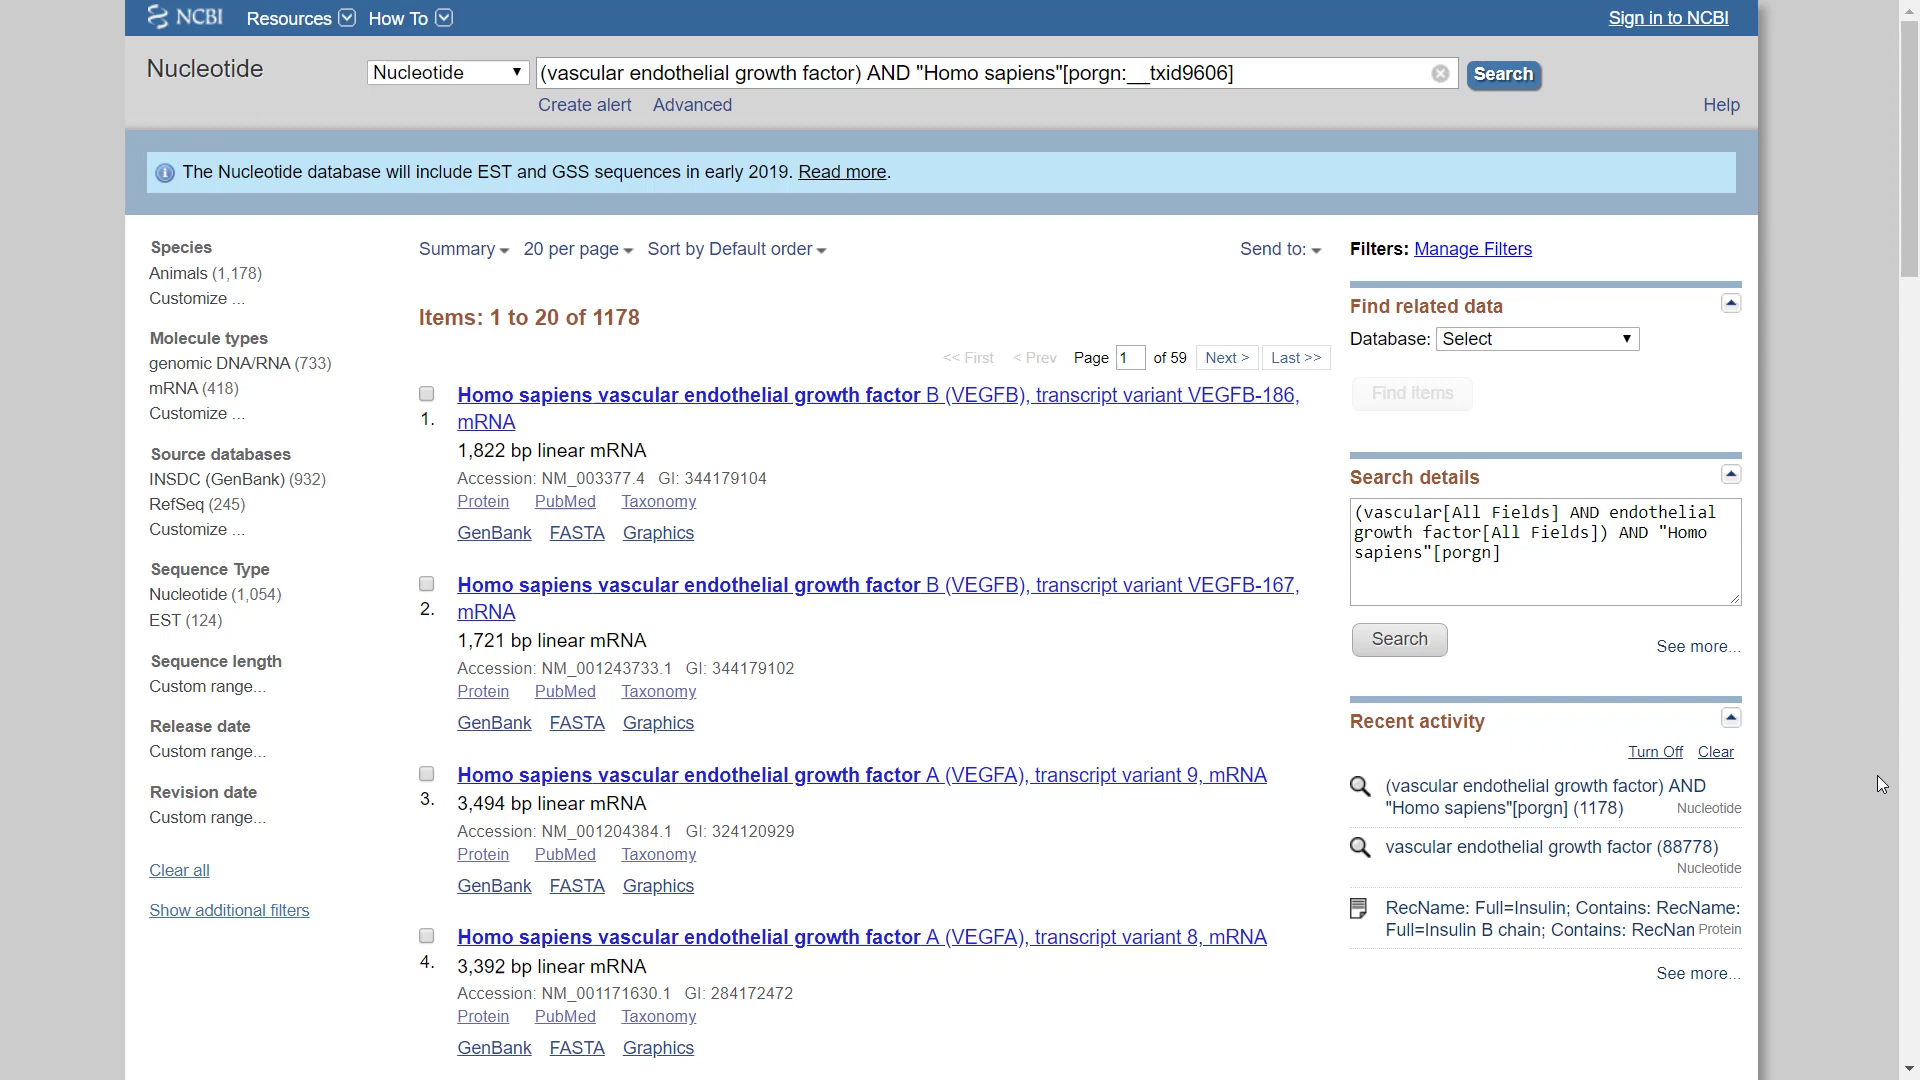 NCBI Resources How To Sign in to NCBI
Nucleotide Nucleotide (vascular endothelial growth factor) AND "Homo sapiens"[porgn:__txid9606] Search
Create alert Advanced Help
The Nucleotide database will include EST and GSS sequences in early 2019. Read more.
Species
Animals (1,178)
Customize ...
Molecule types
genomic DNA/RNA (733)
mRNA (418)
Customize ...
Source databases
INSDC (GenBank) (932)
RefSeq (245)
Customize ...
Sequence Type
Nucleotide (1,054)
EST (124)
Sequence length
Custom range...
Release date
Custom range...
Revision date
Custom range...
Clear all
Show additional filters
Summary 20 per page Sort by Default order Send to:
Items: 1 to 20 of 1178
<< First < Prev Page 1 of 59 Next > Last >>
Homo sapiens vascular endothelial growth factor B (VEGFB), transcript variant VEGFB-186,
1. mRNA
1,822 bp linear mRNA
Accession: NM_003377.4 GI: 344179104
Protein PubMed Taxonomy
GenBank FASTA Graphics
Homo sapiens vascular endothelial growth factor B (VEGFB), transcript variant VEGFB-167,
2. mRNA
1,721 bp linear mRNA
Accession: NM_001243733.1 GI: 344179102
Protein PubMed Taxonomy
GenBank FASTA Graphics
Homo sapiens vascular endothelial growth factor A (VEGFA), transcript variant 9, mRNA
3. 3,494 bp linear mRNA
Accession: NM_001204384.1 GI: 324120929
Protein PubMed Taxonomy
GenBank FASTA Graphics
Homo sapiens vascular endothelial growth factor A (VEGFA), transcript variant 8, mRNA
4. 3,392 bp linear mRNA
Accession: NM_001171630.1 GI: 284172472
Protein PubMed Taxonomy
GenBank FASTA Graphics
Filters: Manage Filters
Find related data
Database: Select
Find items
Search details
(vascular[All Fields] AND endothelial
growth factor[All Fields]) AND "Homo
sapiens"[porgn]
Search See more...
Recent activity
Turn Off Clear
(vascular endothelial growth factor) AND
"Homo sapiens"[porgn] (1178) Nucleotide
vascular endothelial growth factor (88778)
Nucleotide
RecName: Full=Insulin; Contains: RecName:
Full=Insulin B chain; Contains: RecNan Protein
See more...